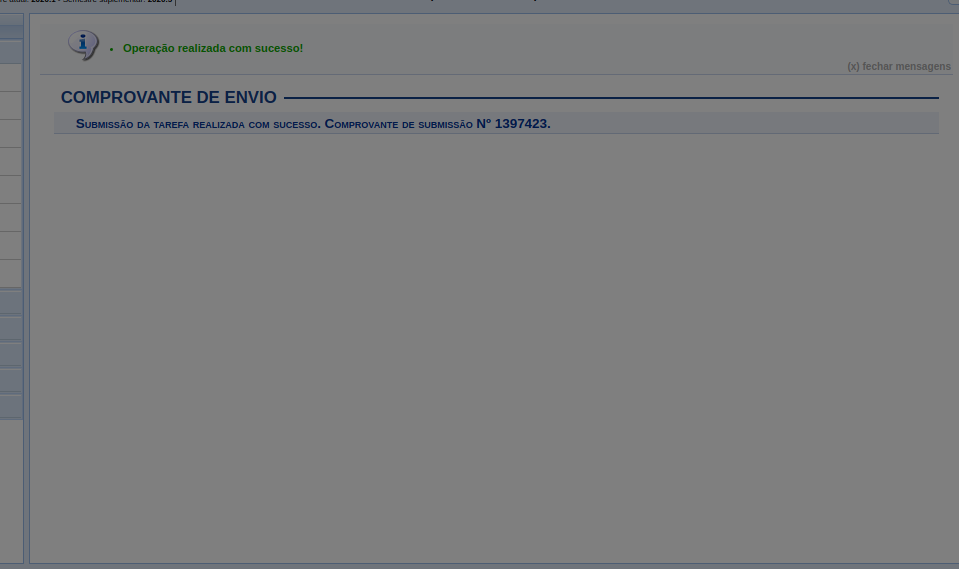 Operação realizada com sucesso!
(x) fechar mensagens
COMPROVANTE DE ENVIO
Submissão da tarefa realizada com sucesso. Comprovante de submissão Nº 1397423.